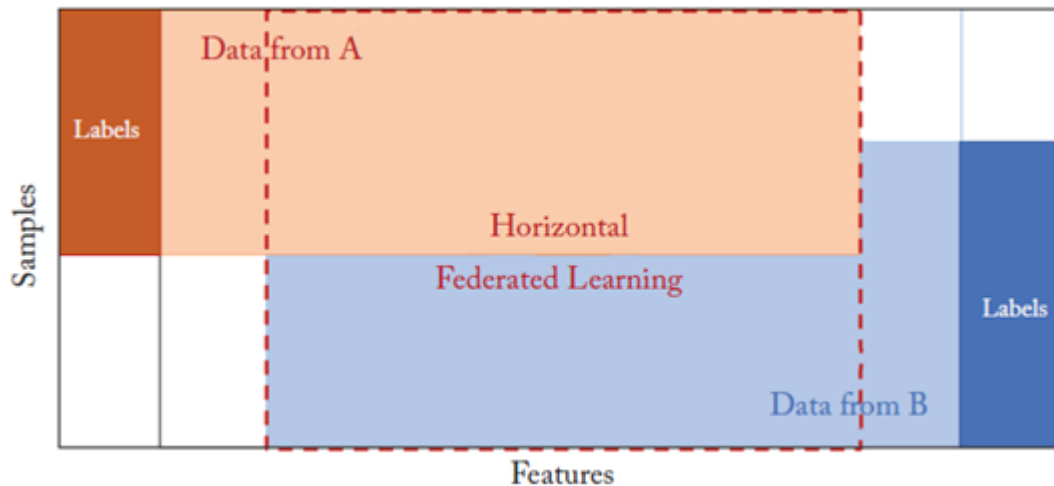 Data from A
Labels
Samples
Horizontal
Federated Learning
Labels
Data from B
Features